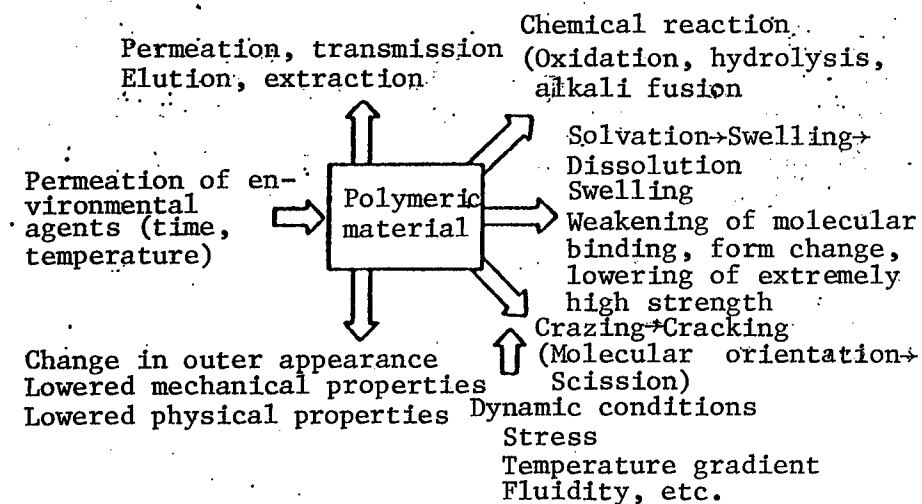 Permeation, transmission
Elution, extraction
Chemical reaction
(Oxidation, hydrolysis,
alkali fusion
Permeation of en-
vironmental
agents (time,
temperature)
Polymeric
material
Solvation→Swelling→
Dissolution
Swelling
Weakening of molecular
binding, form change,
lowering of extremely
high strength
Crazing→Cracking
(Molecular orientation→
Scission)
Change in outer appearance
Lowered mechanical properties
Lowered physical properties
Dynamic conditions
Stress
Temperature gradient
Fluidity, etc.